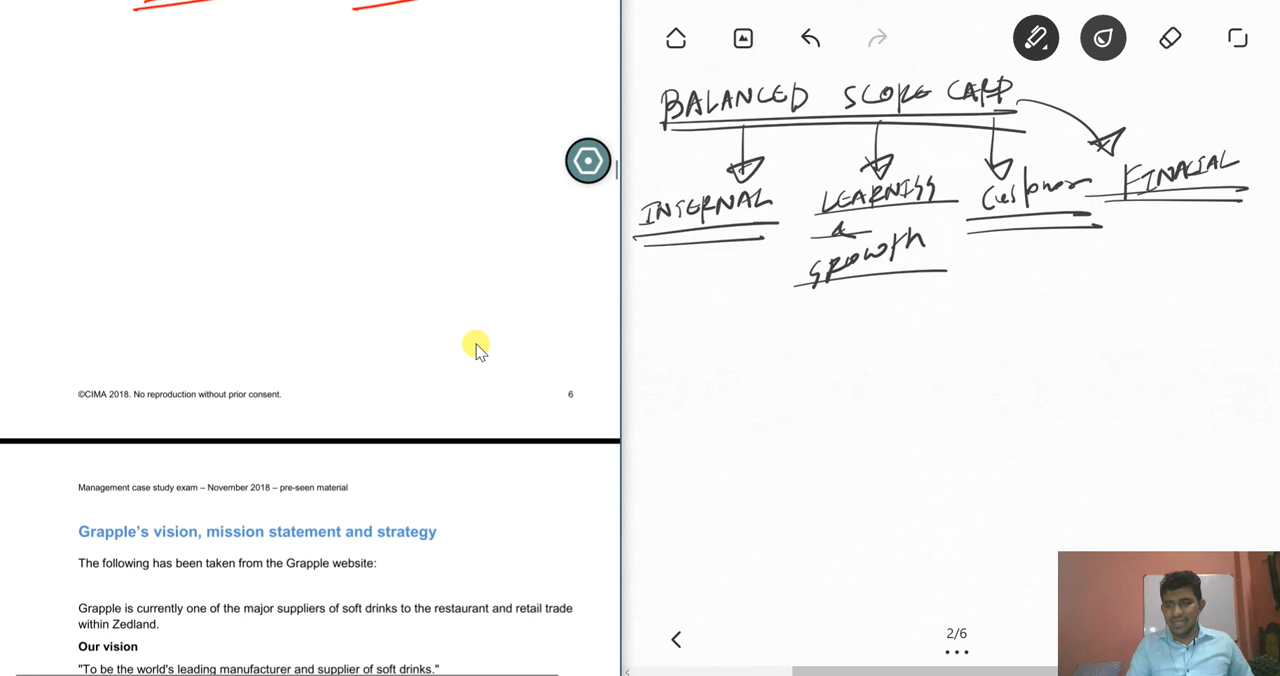 ©CIMA 2018. No reproduction without prior consent. 6
Management case study exam – November 2018 – pre-seen material
Grapple's vision, mission statement and strategy
The following has been taken from the Grapple website:
Grapple is currently one of the major suppliers of soft drinks to the restaurant and retail trade
within Zedland.
Our vision
"To be the world's leading manufacturer and supplier of soft drinks."
BALANCED SCORE CARD
INTERNAL LEARNISS Customer FINACIAL
&
GROWTH
2/6